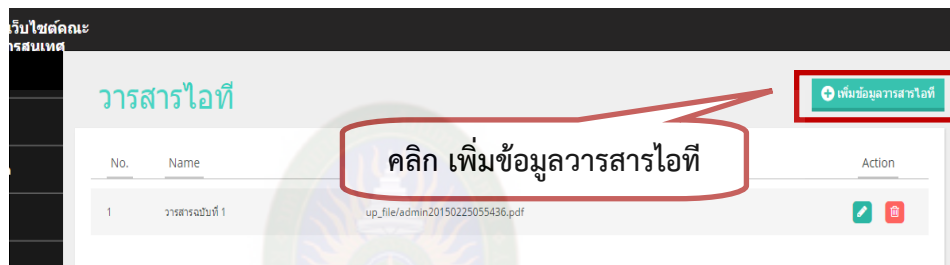 เว็บไซต์คณะ
ารสนเทศ
วารสารไอที
เพิ่มข้อมูลวารสารไอที
คลิก เพิ่มข้อมูลวารสารไอที
No. Name Action
1 วารสารฉบับที่ 1 up_file/admin20150225055436.pdf